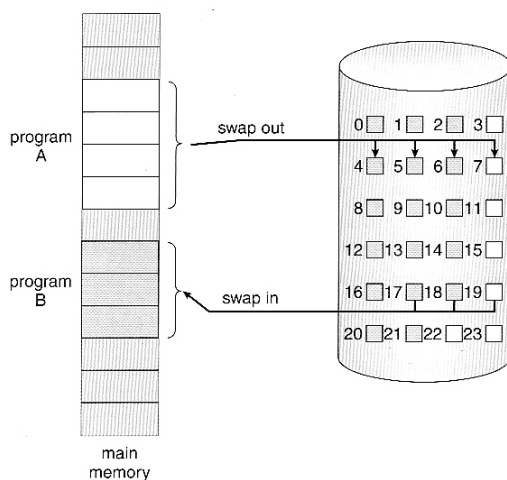 program
A
swap out
program
B
swap in
main
memory
0 1 2 3
4 5 6 7
8 9 10 11
12 13 14 15
16 17 18 19
20 21 22 23